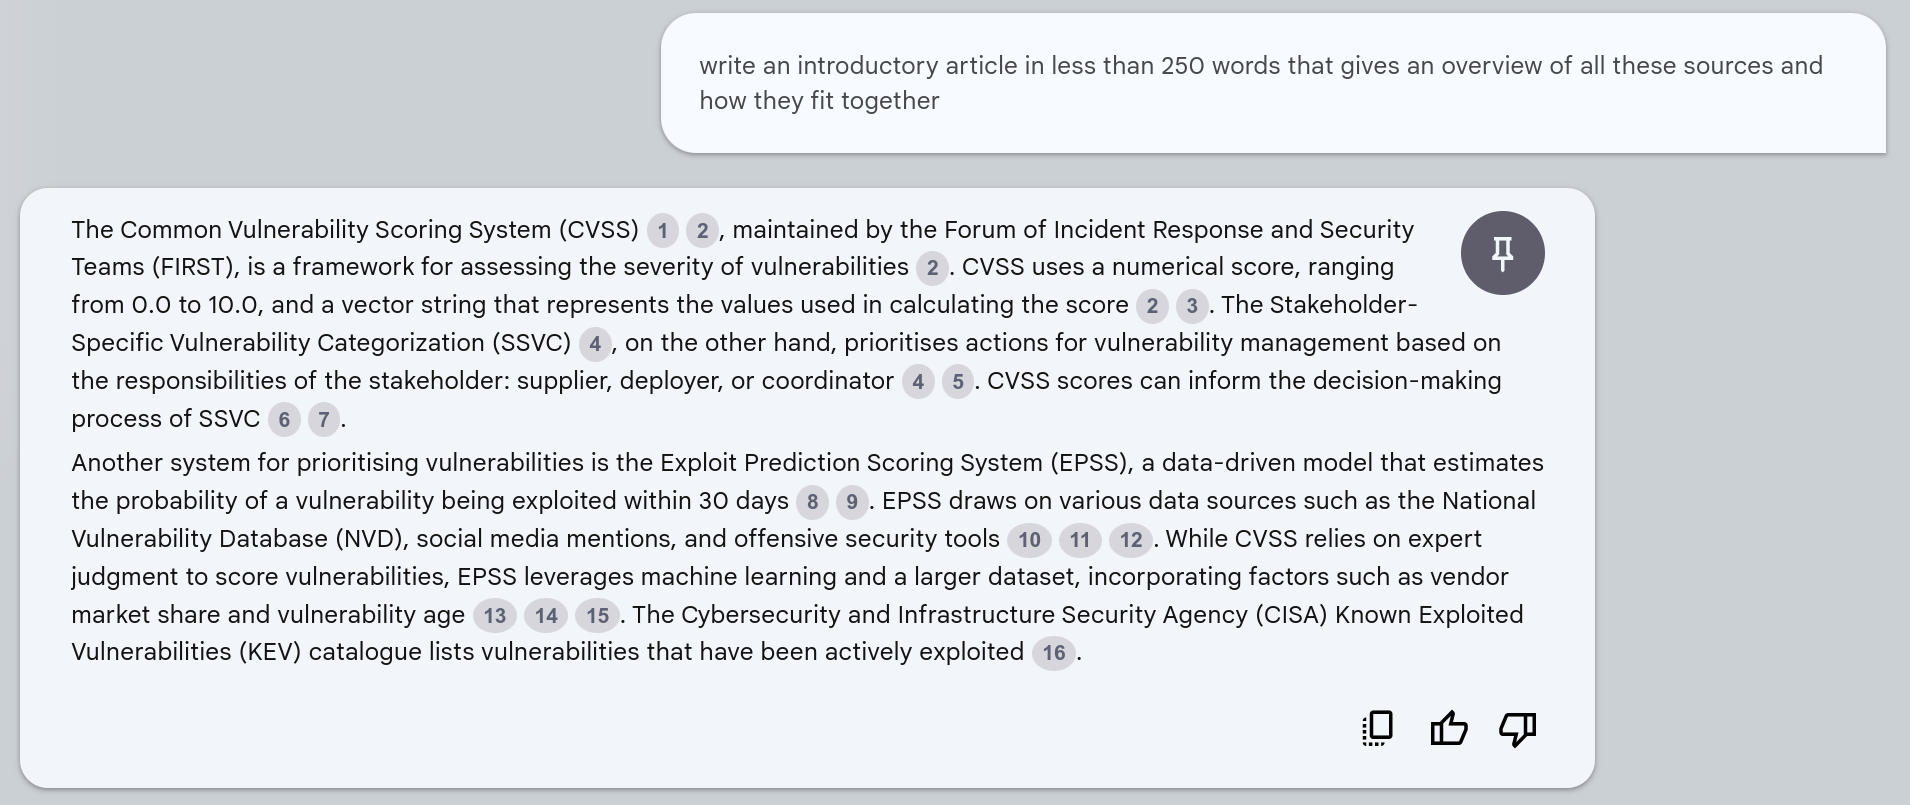 write an introductory article in less than 250 words that gives an overview of all these sources and
how they fit together
The Common Vulnerability Scoring System (CVSS) 1 2, maintained by the Forum of Incident Response and Security
Teams (FIRST), is a framework for assessing the severity of vulnerabilities 2. CVSS uses a numerical score, ranging
from 0.0 to 10.0, and a vector string that represents the values used in calculating the score 2 3. The Stakeholder-
Specific Vulnerability Categorization (SSVC) 4, on the other hand, prioritises actions for vulnerability management based on
the responsibilities of the stakeholder: supplier, deployer, or coordinator 4 5. CVSS scores can inform the decision-making
process of SSVC 6 7.
Another system for prioritising vulnerabilities is the Exploit Prediction Scoring System (EPSS), a data-driven model that estimates
the probability of a vulnerability being exploited within 30 days 8 9. EPSS draws on various data sources such as the National
Vulnerability Database (NVD), social media mentions, and offensive security tools 10 11 12. While CVSS relies on expert
judgment to score vulnerabilities, EPSS leverages machine learning and a larger dataset, incorporating factors such as vendor
market share and vulnerability age 13 14 15. The Cybersecurity and Infrastructure Security Agency (CISA) Known Exploited
Vulnerabilities (KEV) catalogue lists vulnerabilities that have been actively exploited 16.